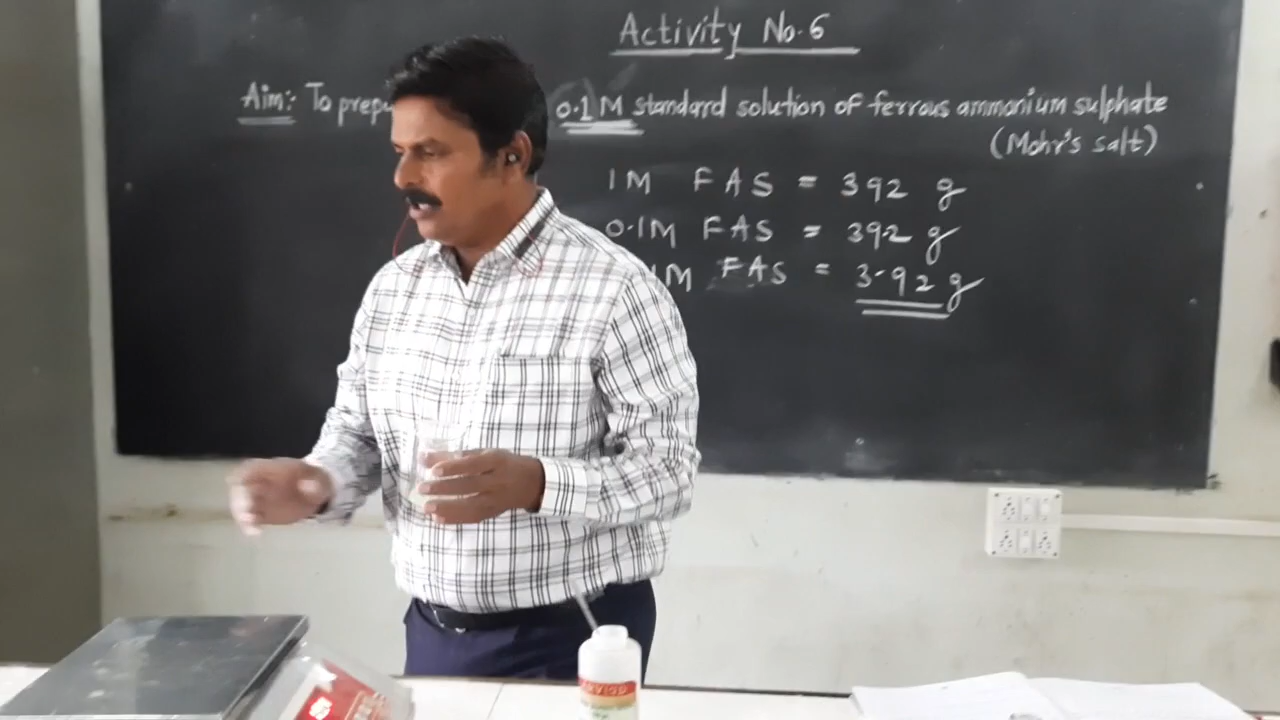 Activity No. 6
Aim: To prepa 0.1 M standard solution of ferrous ammonium sulphate
(Mohr's salt)
1M FAS = 392 g
0.1M FAS = 39.2 g
1M FAS = 3.92 g